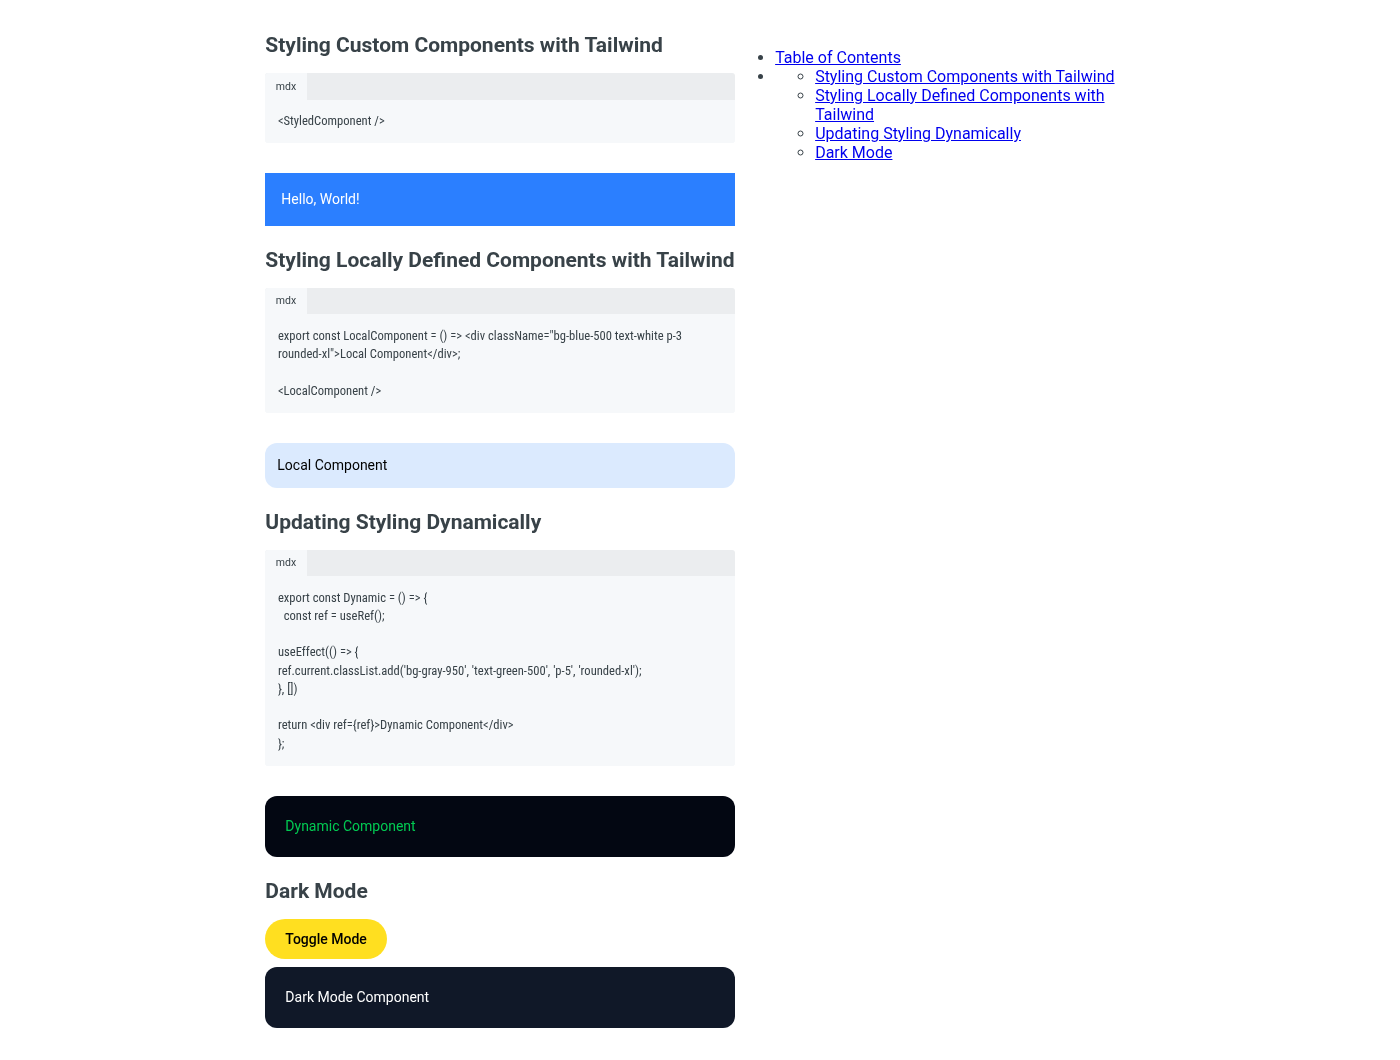 Styling Custom Components with Tailwind
mdx
<StyledComponent />
Hello, World!
Styling Locally Defined Components with Tailwind
mdx
export const LocalComponent = () => <div className="bg-blue-500 text-white p-3
rounded-xl">Local Component</div>;
<LocalComponent />
Local Component
Updating Styling Dynamically
mdx
export const Dynamic = () => {
  const ref = useRef();
useEffect(() => {
ref.current.classList.add('bg-gray-950', 'text-green-500', 'p-5', 'rounded-xl');
}, [])
return <div ref={ref}>Dynamic Component</div>
};
Dynamic Component
Dark Mode
Toggle Mode
Dark Mode Component
Table of Contents
Styling Custom Components with Tailwind
Styling Locally Defined Components with
Tailwind
Updating Styling Dynamically
Dark Mode